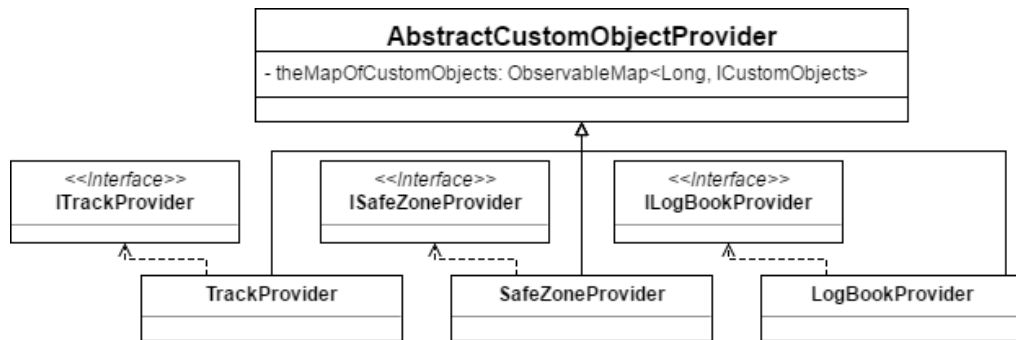 AbstractCustomObjectProvider
- theMapOfCustomObjects: ObservableMap<Long, ICustomObjects>
<<Interface>>
ITrackProvider
<<Interface>>
ISafeZoneProvider
<<Interface>>
ILogBookProvider
TrackProvider
SafeZoneProvider
LogBookProvider